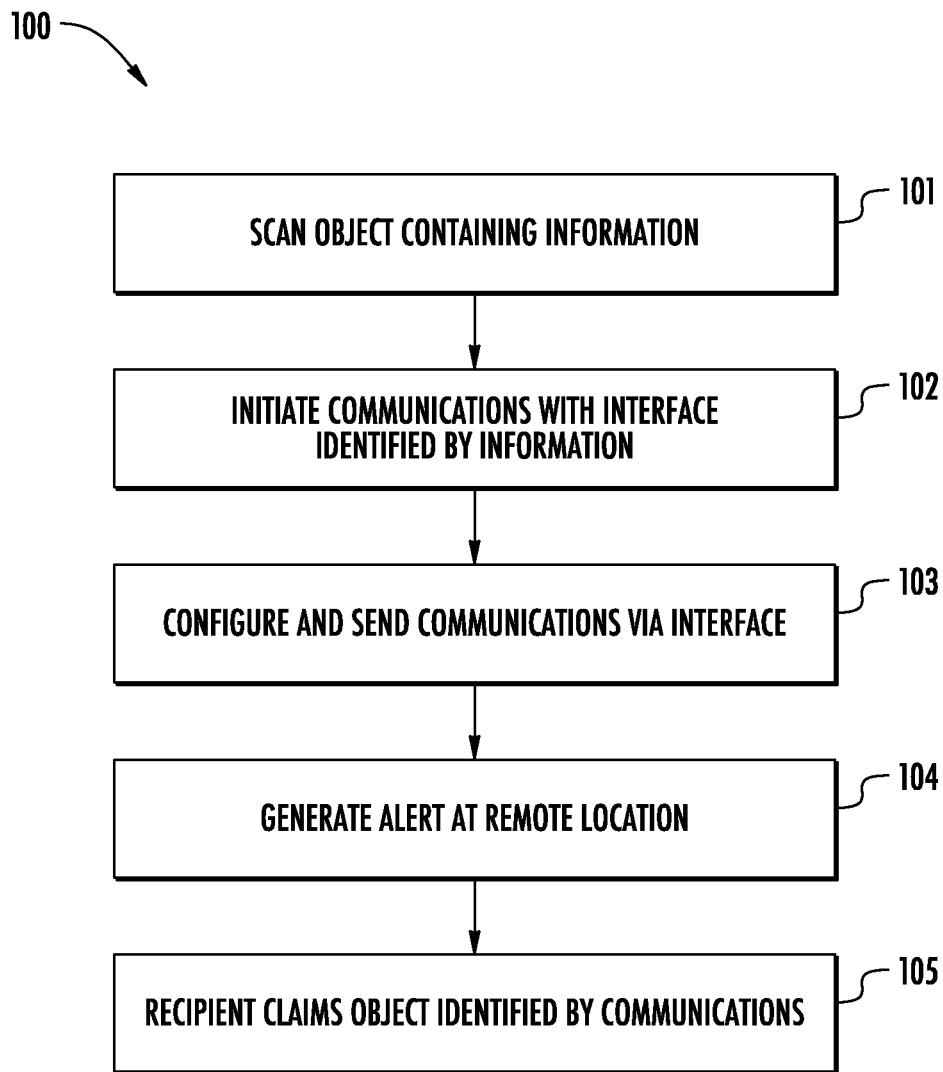 100
SCAN OBJECT CONTAINING INFORMATION
101
INITIATE COMMUNICATIONS WITH INTERFACE
IDENTIFIED BY INFORMATION
102
CONFIGURE AND SEND COMMUNICATIONS VIA INTERFACE
103
GENERATE ALERT AT REMOTE LOCATION
104
RECIPIENT CLAIMS OBJECT IDENTIFIED BY COMMUNICATIONS
105